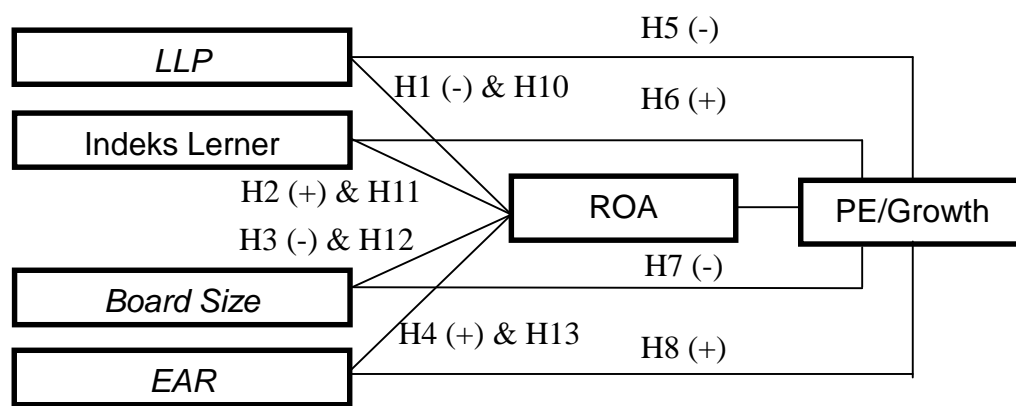 H5 (-)
LLP
H1 (-) & H10
H6 (+)
Indeks Lerner
H2 (+) & H11
ROA
PE/Growth
H3 (-) & H12
H7 (-)
Board Size
H4 (+) & H13
H8 (+)
EAR